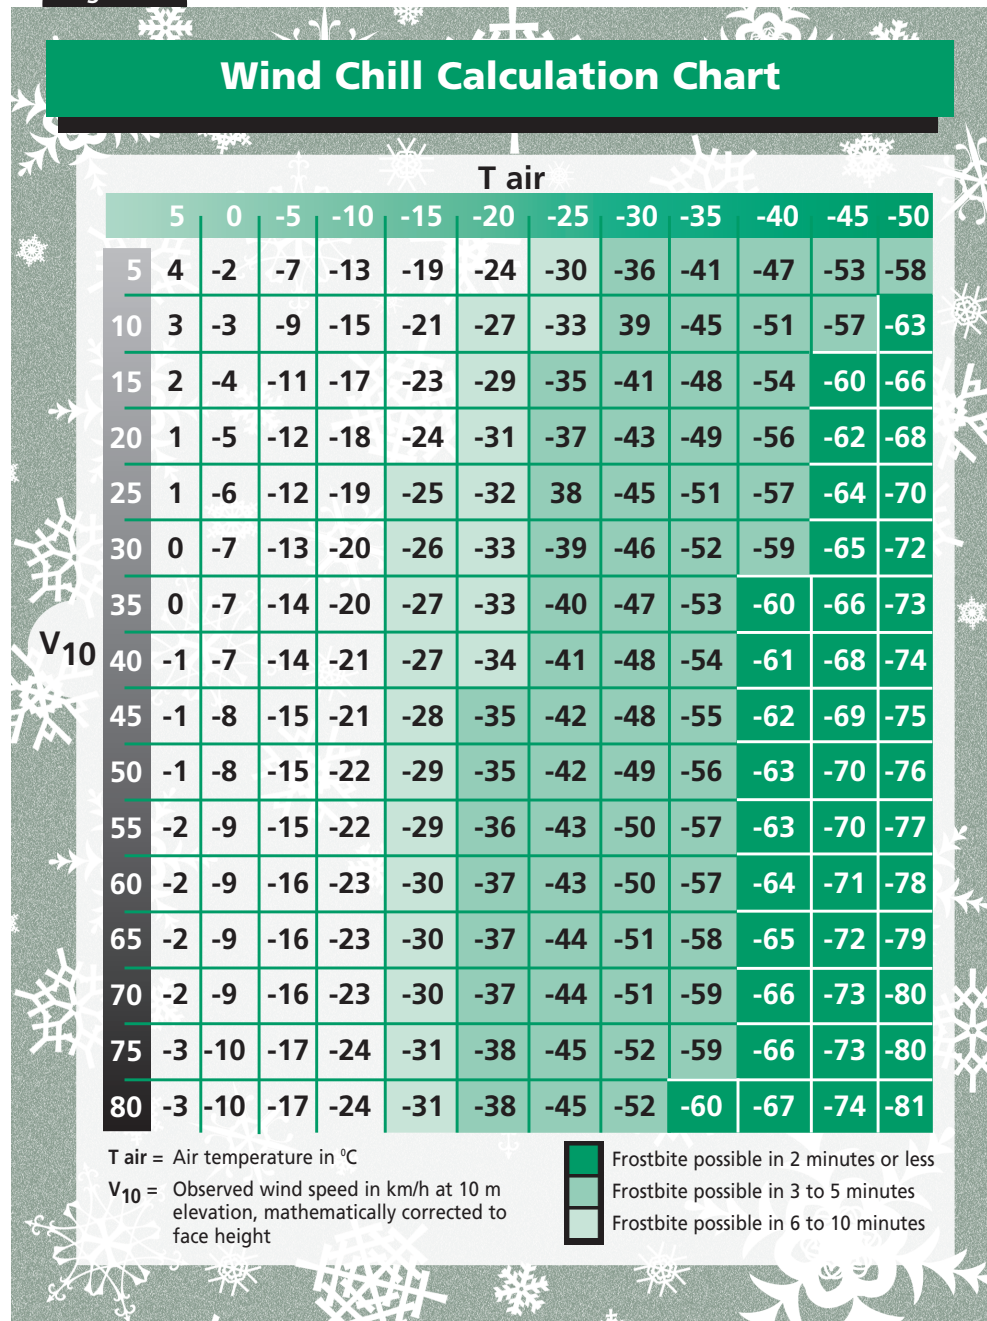 Wind Chill Calculation Chart
T air
5 0 -5 -10 -15 -20 -25 -30 -35 -40 -45 -50
5 4 -2 -7 -13 -19 -24 -30 -36 -41 -47 -53 -58
10 3 -3 -9 -15 -21 -27 -33 39 -45 -51 -57 -63
15 2 -4 -11 -17 -23 -29 -35 -41 -48 -54 -60 -66
20 1 -5 -12 -18 -24 -31 -37 -43 -49 -56 -62 -68
25 1 -6 -12 -19 -25 -32 38 -45 -51 -57 -64 -70
30 0 -7 -13 -20 -26 -33 -39 -46 -52 -59 -65 -72
35 0 -7 -14 -20 -27 -33 -40 -47 -53 -60 -66 -73
V10
40 -1 -7 -14 -21 -27 -34 -41 -48 -54 -61 -68 -74
45 -1 -8 -15 -21 -28 -35 -42 -48 -55 -62 -69 -75
50 -1 -8 -15 -22 -29 -35 -42 -49 -56 -63 -70 -76
55 -2 -9 -15 -22 -29 -36 -43 -50 -57 -63 -70 -77
60 -2 -9 -16 -23 -30 -37 -43 -50 -57 -64 -71 -78
65 -2 -9 -16 -23 -30 -37 -44 -51 -58 -65 -72 -79
70 -2 -9 -16 -23 -30 -37 -44 -51 -59 -66 -73 -80
75 -3 -10 -17 -24 -31 -38 -45 -52 -59 -66 -73 -80
80 -3 -10 -17 -24 -31 -38 -45 -52 -60 -67 -74 -81
T air = Air temperature in ⁰C
V10 = Observed wind speed in km/h at 10 m
elevation, mathematically corrected to
face height
Frostbite possible in 2 minutes or less
Frostbite possible in 3 to 5 minutes
Frostbite possible in 6 to 10 minutes